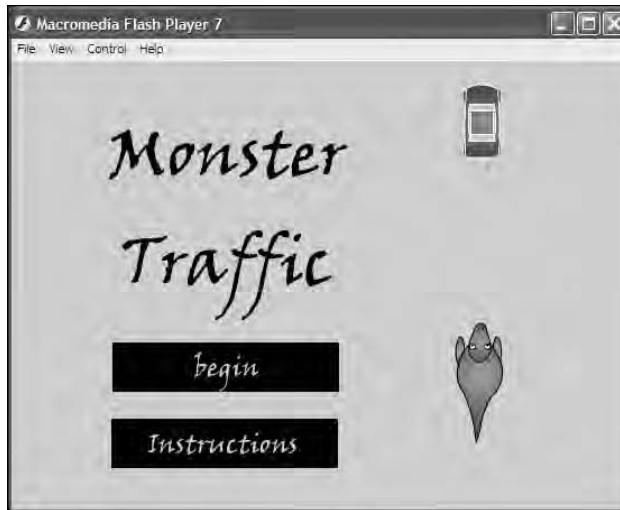 Macromedia Flash Player 7
File View Control Help
Monster
Traffic
begin
Instructions